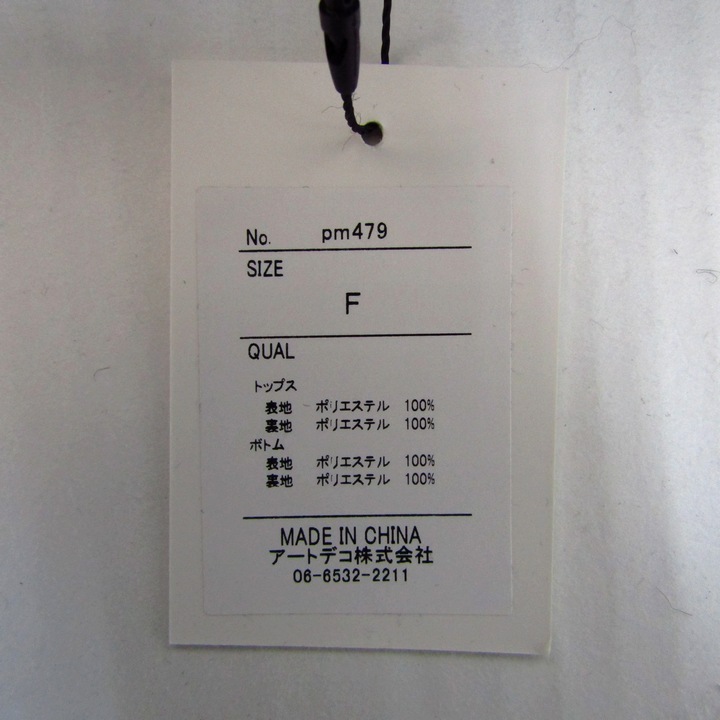 No. pm479
SIZE
F
QUAL
トップス
表地 ポリエステル 100%
裏地 ポリエステル 100%
ボトム
表地 ポリエステル 100%
裏地 ポリエステル 100%
MADE IN CHINA
アートデコ株式会社
06-6532-2211